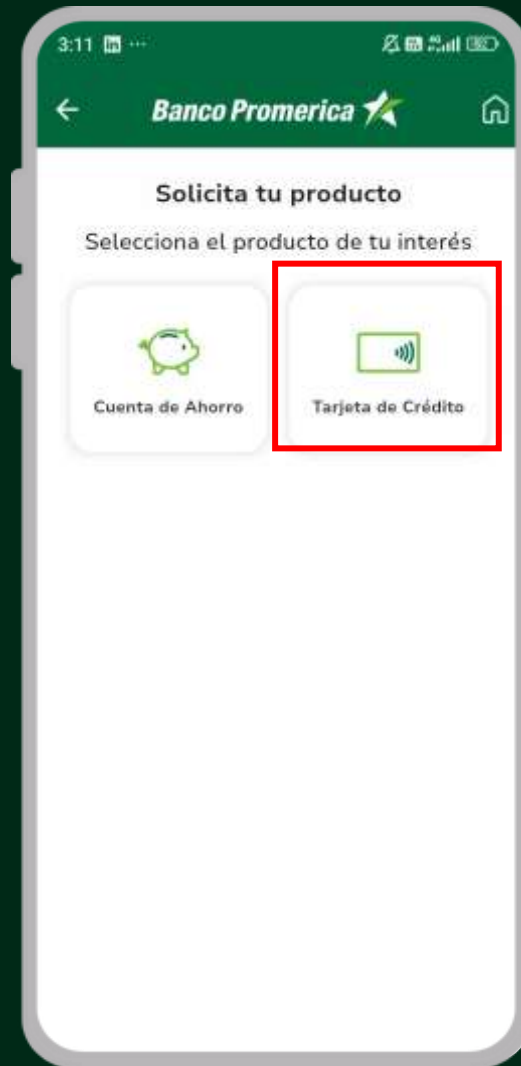 3:11
Banco Promerica
Solicita tu producto
Selecciona el producto de tu interés
Cuenta de Ahorro
Tarjeta de Crédito